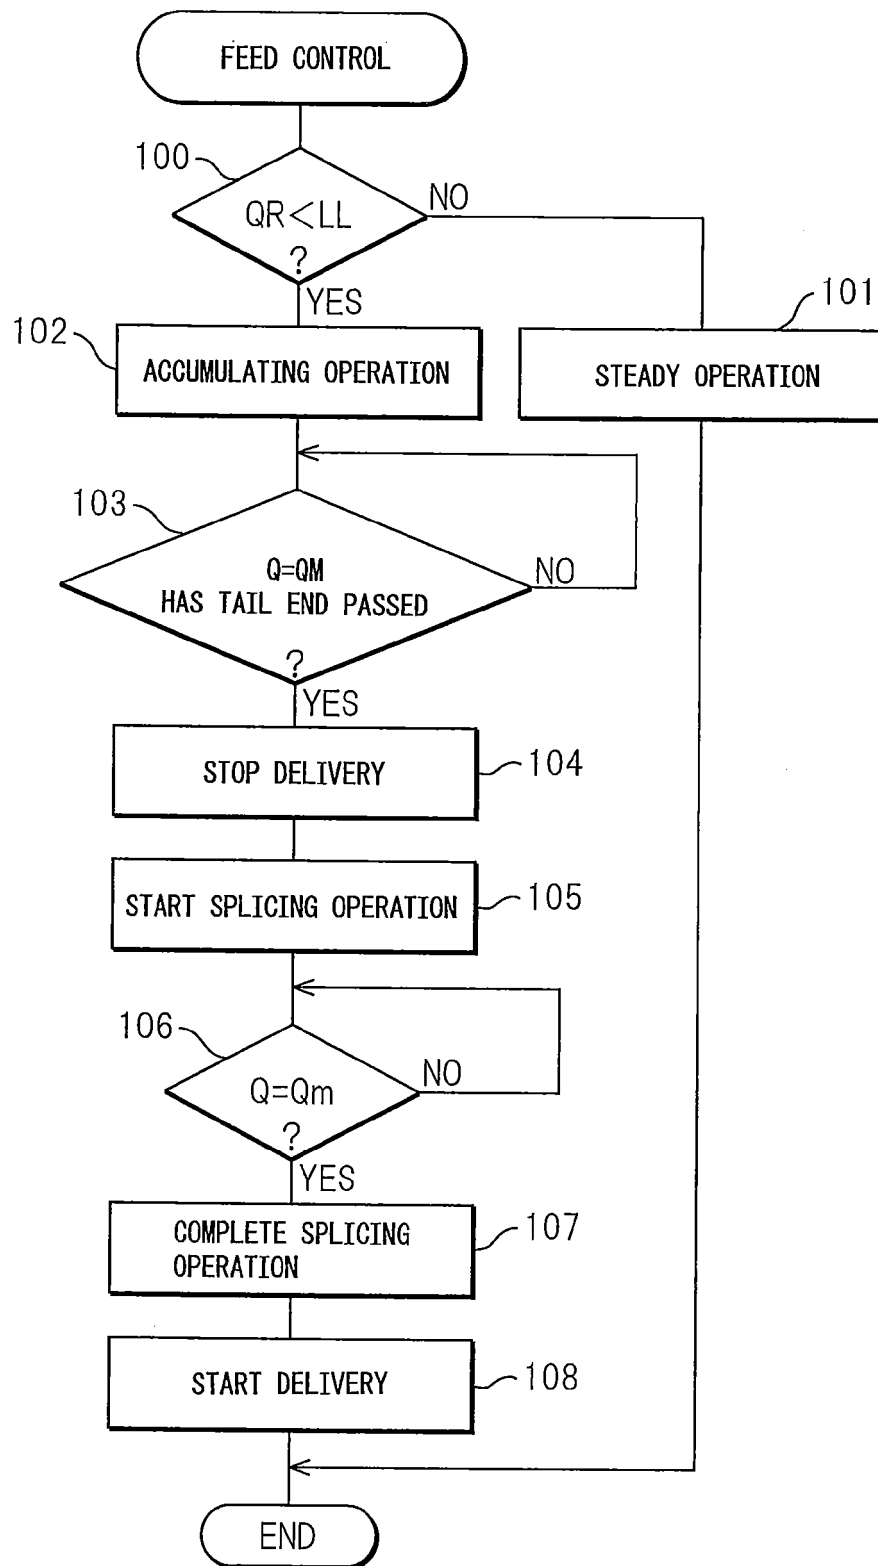 FEED CONTROL
100
QR<LL
?
NO
YES
101
102
ACCUMULATING OPERATION
STEADY OPERATION
103
Q=QM
HAS TAIL END PASSED
?
NO
YES
STOP DELIVERY
104
START SPLICING OPERATION
105
106
Q=Qm
?
NO
YES
COMPLETE SPLICING
OPERATION
107
START DELIVERY
108
END